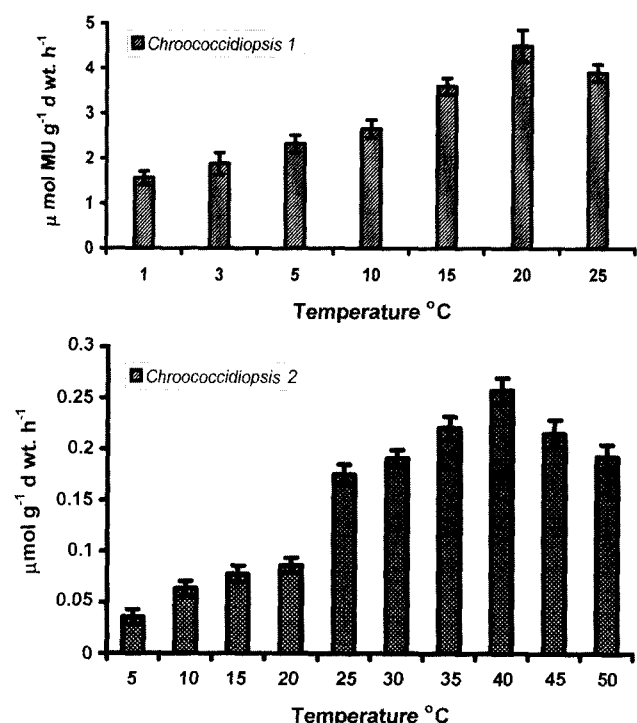 5
4
3
2
1
0
μ mol MU g⁻¹ d wt. h⁻¹
Chroococcidiopsis 1
1 3 5 10 15 20 25
Temperature °C
0.3
0.25
0.2
0.15
0.1
0.05
0
μmol g⁻¹ d wt. h⁻¹
Chroococcidiopsis 2
5 10 15 20 25 30 35 40 45 50
Temperature °C